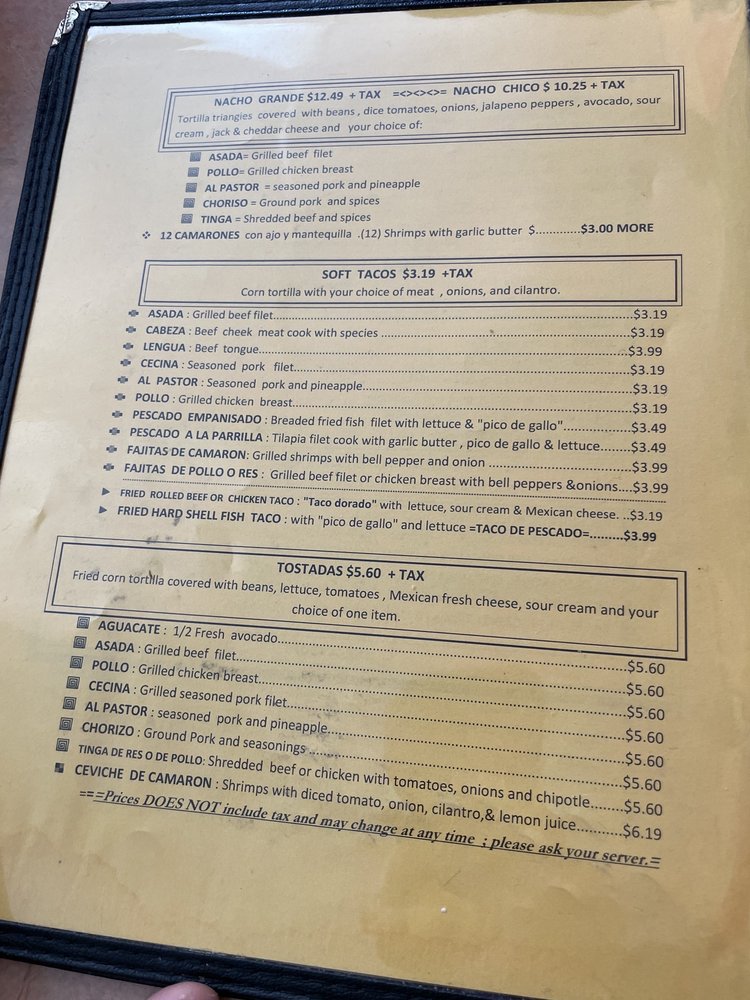 NACHO GRANDE $12.49 + TAX =<><><>= NACHO CHICO $ 10.25 + TAX
Tortilla triangles covered with beans , dice tomatoes, onions, jalapeno peppers , avocado, sour
cream , jack & cheddar cheese and your choice of:
ASADA= Grilled beef filet
POLLO= Grilled chicken breast
AL PASTOR = seasoned pork and pineapple
CHORISO = Ground pork and spices
TINGA = Shredded beef and spices
12 CAMARONES con ajo y mantequilla .(12) Shrimps with garlic butter $............$3.00 MORE
SOFT TACOS $3.19 +TAX
Corn tortilla with your choice of meat , onions, and cilantro.
ASADA : Grilled beef filet....................$3.19
CABEZA : Beef cheek meat cook with species ....................$3.19
LENGUA : Beef tongue....................$3.99
CECINA : Seasoned pork filet....................$3.19
AL PASTOR : Seasoned pork and pineapple....................$3.19
POLLO : Grilled chicken breast....................$3.19
PESCADO EMPANISADO : Breaded fried fish filet with lettuce & "pico de gallo"....................$3.49
PESCADO A LA PARRILLA : Tilapia filet cook with garlic butter , pico de gallo & lettuce.............$3.49
FAJITAS DE CAMARON: Grilled shrimps with bell pepper and onion ....................$3.99
FAJITAS DE POLLO O RES : Grilled beef filet or chicken breast with bell peppers &onions....$3.99
FRIED ROLLED BEEF OR CHICKEN TACO : "Taco dorado" with lettuce, sour cream & Mexican cheese. ..$3.19
FRIED HARD SHELL FISH TACO : with "pico de gallo" and lettuce =TACO DE PESCADO=.........$3.99
TOSTADAS $5.60 + TAX
Fried corn tortilla covered with beans, lettuce, tomatoes , Mexican fresh cheese, sour cream and your
choice of one item.
AGUACATE : 1/2 Fresh avocado....................$5.60
ASADA : Grilled beef filet....................$5.60
POLLO : Grilled chicken breast....................$5.60
CECINA : Grilled seasoned pork filet....................$5.60
AL PASTOR : seasoned pork and pineapple....................$5.60
CHORIZO : Ground Pork and seasonings ....................$5.60
TINGA DE RES O DE POLLO: Shredded beef or chicken with tomatoes, onions and chipotle........$5.60
CEVICHE DE CAMARON : Shrimps with diced tomato, onion, cilantro,& lemon juice...........$6.19
===Prices DOES NOT include tax and may change at any time ; please ask your server.=